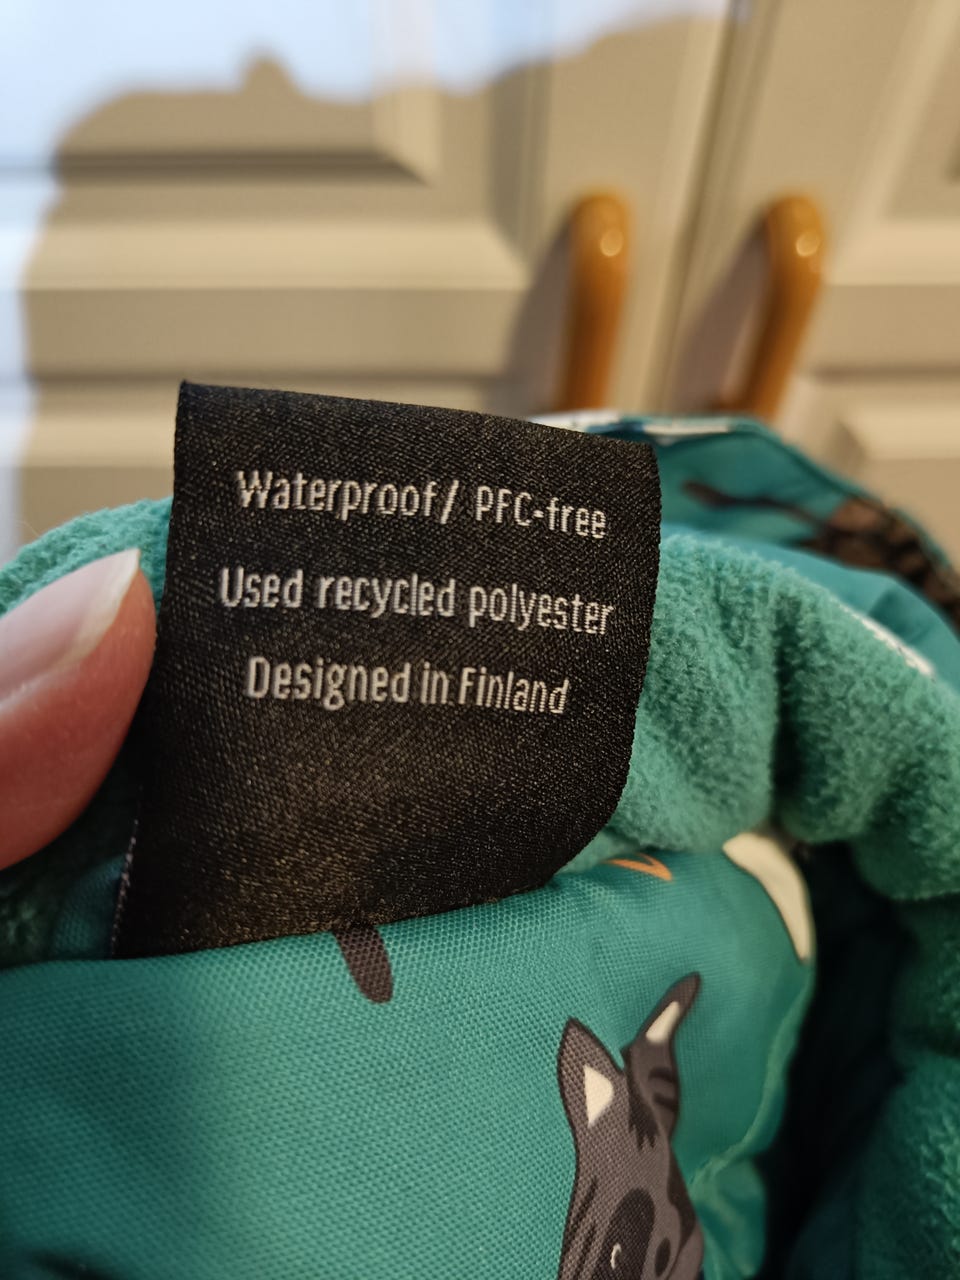 Waterproof/ PFC-free
Used recycled polyester
Designed in Finland